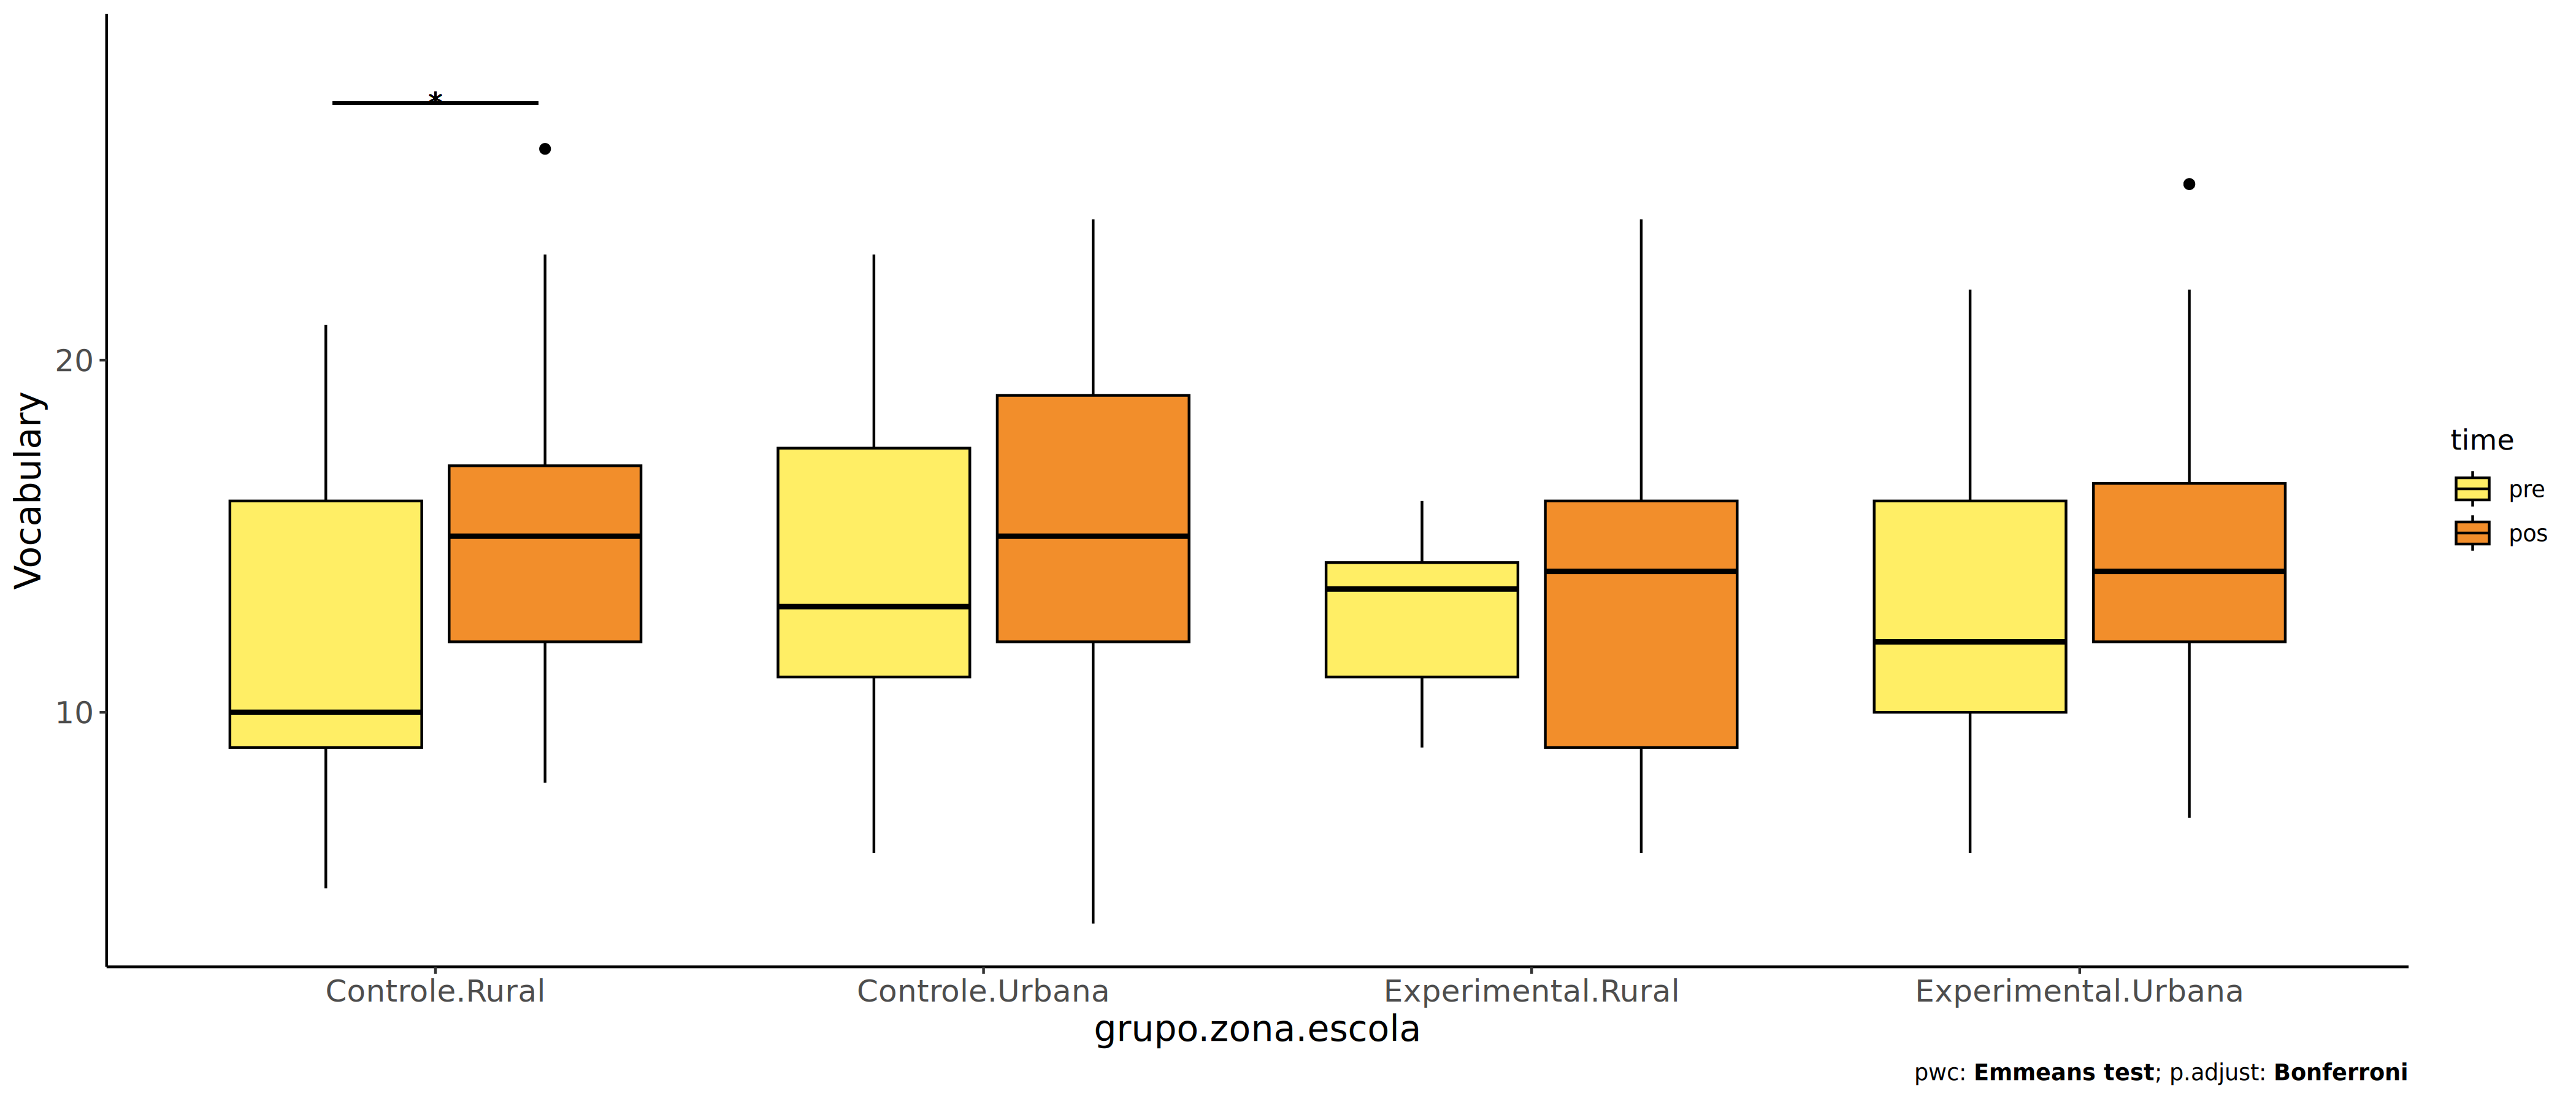 *
Vocabulary
20
10
Controle.Rural
Controle.Urbana
Experimental.Rural
Experimental.Urbana
grupo.zona.escola
time
pre
pos
pwc: Emmeans test; p.adjust: Bonferroni